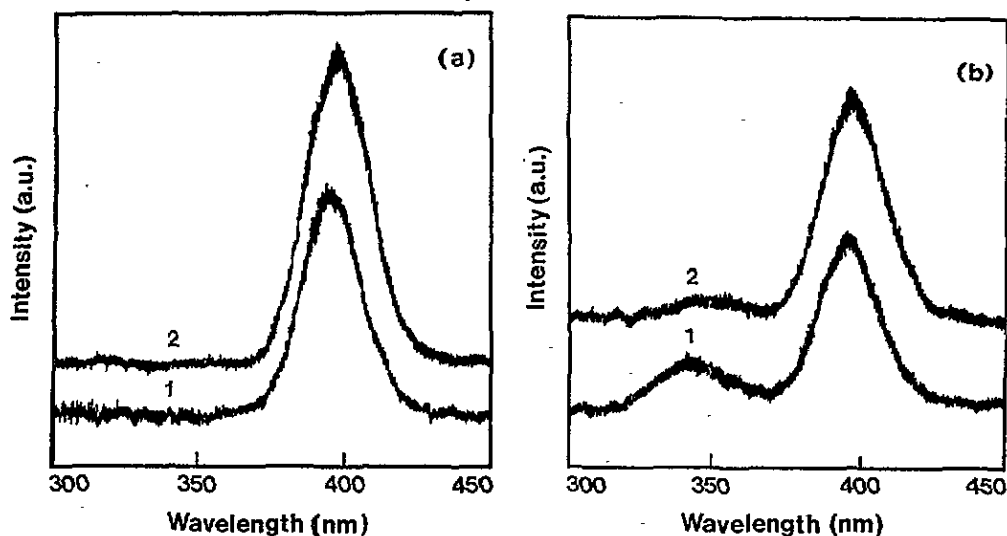 (a)
Intensity (a.u.)
2
1
300 350 400 450
Wavelength (nm)
(b)
Intensity (a.u.)
2
1
300 350 400 450
Wavelength (nm)